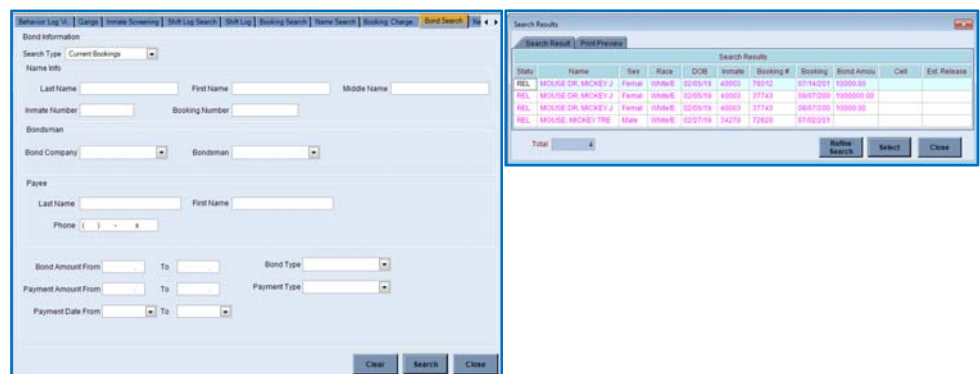 Behavior Log Vi... Gangs Inmate Screening Shift Log Search Shift Log Booking Search Name Search Booking Charge... Bond Search
Bond Information
Search Type Current Bookings
Name Info
Last Name First Name Middle Name
Inmate Number Booking Number
Bondsman
Bond Company Bondsman
Payee
Last Name First Name
Phone ( ) - x
Bond Amount From . To . Bond Type
Payment Amount From . To . Payment Type
Payment Date From To
Clear Search Close
Search Results
Search Result Print Preview
Search Results
Statu Name Sex Race DOB Inmate Booking # Booking Bond Amou Cell Est. Release
REL MOUSE DR, MICKEY J Femal White/E 02/05/19 40003 78012 07/14/201 10000.00
REL MOUSE DR, MICKEY J Femal White/E 02/05/19 40003 37743 06/07/200 1000000.00
REL MOUSE DR, MICKEY J Femal White/E 02/05/19 40003 37743 06/07/200 10000.00
REL MOUSE, MICKEY TRE Male White/E 02/27/19 34270 72620 07/02/201
Total 4
Refine Search Select Close